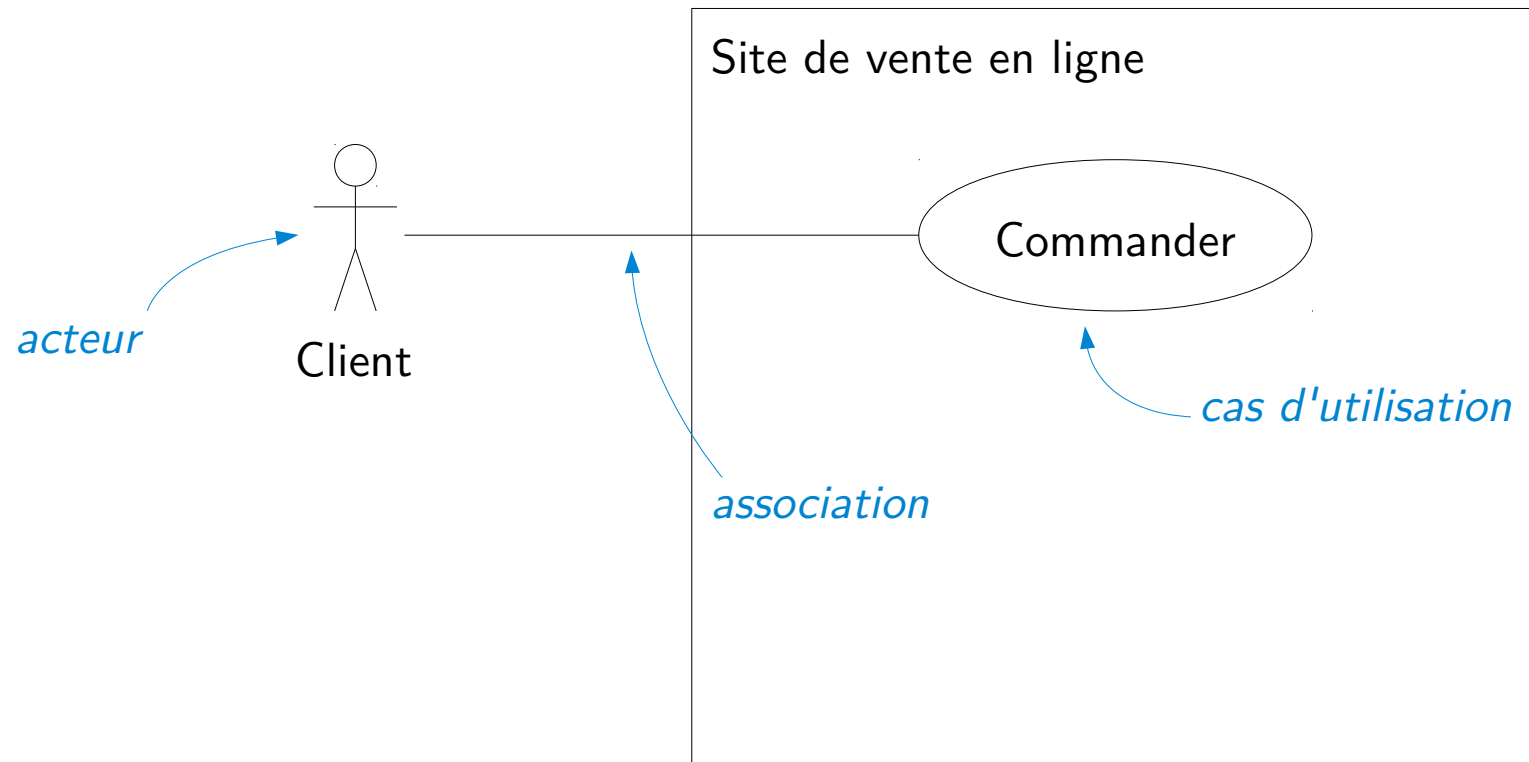 Site de vente en ligne
Commander
acteur
Client
cas d'utilisation
association